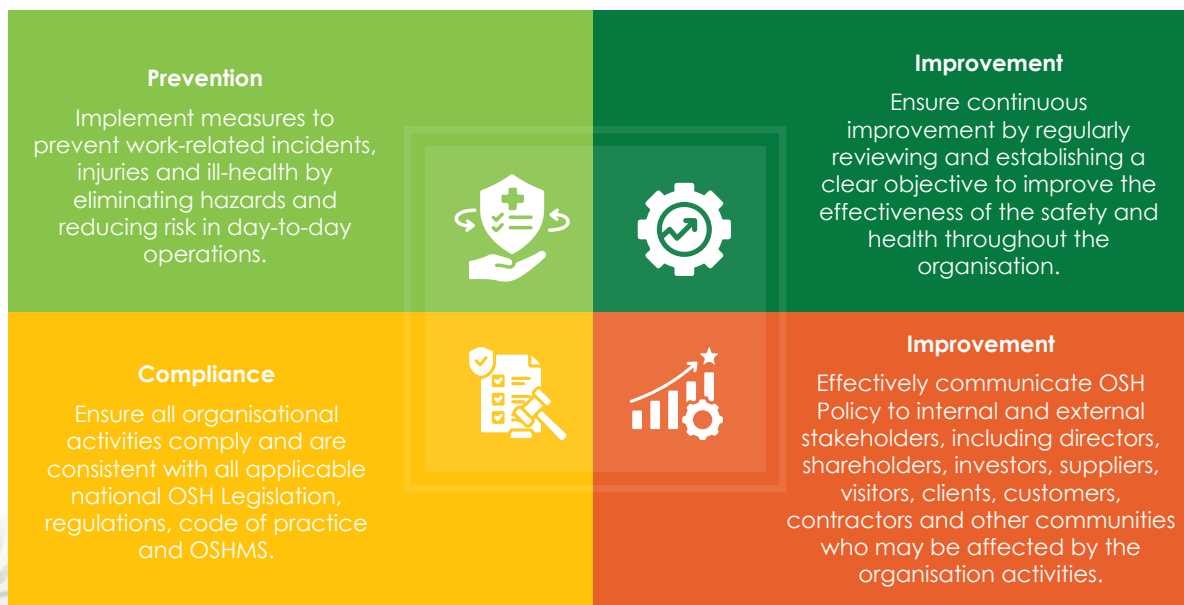 Prevention
Implement measures to
prevent work-related incidents,
injuries and ill-health by
eliminating hazards and
reducing risk in day-to-day
operations.
Improvement
Ensure continuous
improvement by regularly
reviewing and establishing a
clear objective to improve the
effectiveness of the safety and
health throughout the
organisation.
Compliance
Ensure all organisational
activities comply and are
consistent with all applicable
national OSH Legislation,
regulations, code of practice
and OSHMS.
Improvement
Effectively communicate OSH
Policy to internal and external
stakeholders, including directors,
shareholders, investors, suppliers,
visitors, clients, customers,
contractors and other communities
who may be affected by the
organisation activities.